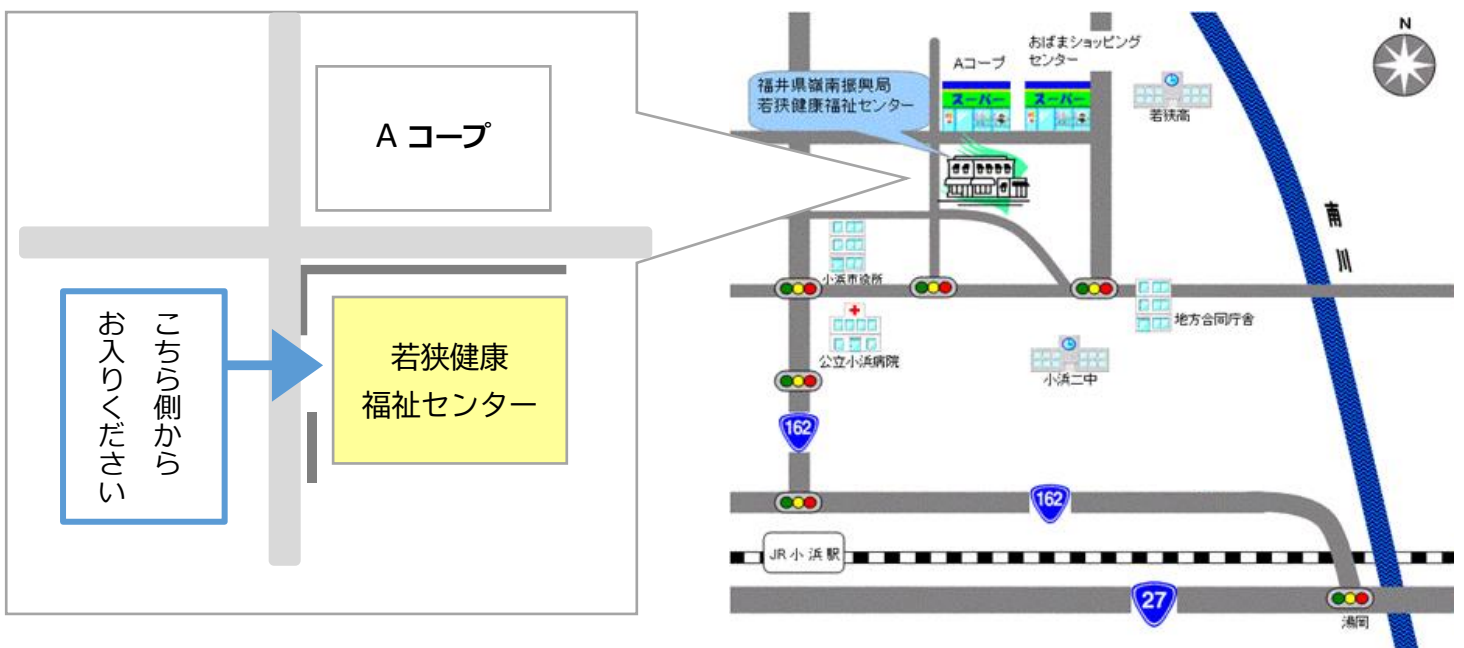 A コープ
こちら側から
お入りください
若狭健康
福祉センター
N
おばまショッピング
センター
Aコープ
福井県嶺南振興局
若狭健康福祉センター
スーパー
スーパー
若狭高
南川
小浜市役所
地方合同庁舎
公立小浜病院
小浜二中
162
162
JR小浜駅
27
湯岡